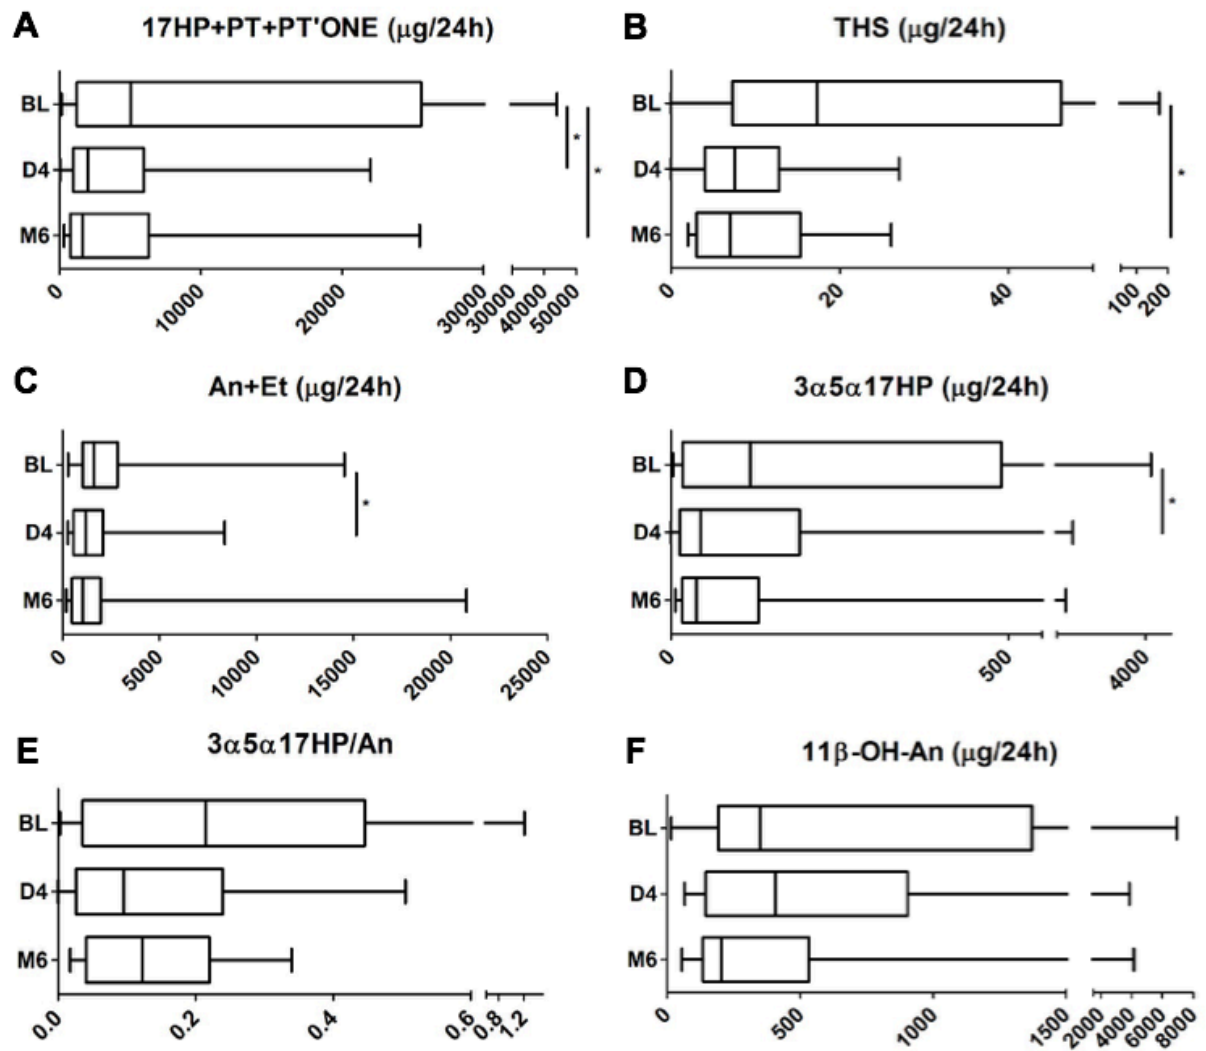 A 17HP+PT+PT'ONE (μg/24h)
BL
*
D4
*
M6
0 10000 20000 30000 30000 40000 50000
B THS (μg/24h)
BL
D4
*
M6
0 20 40 100 200
C An+Et (μg/24h)
BL
*
D4
M6
0 5000 10000 15000 20000 25000
D 3α5α17HP (μg/24h)
BL
*
D4
M6
0 500 4000
E 3α5α17HP/An
BL
D4
M6
0.0 0.2 0.4 0.6 0.8 1.2
F 11β-OH-An (μg/24h)
BL
D4
M6
0 500 1000 1500 2000 4000 6000 8000